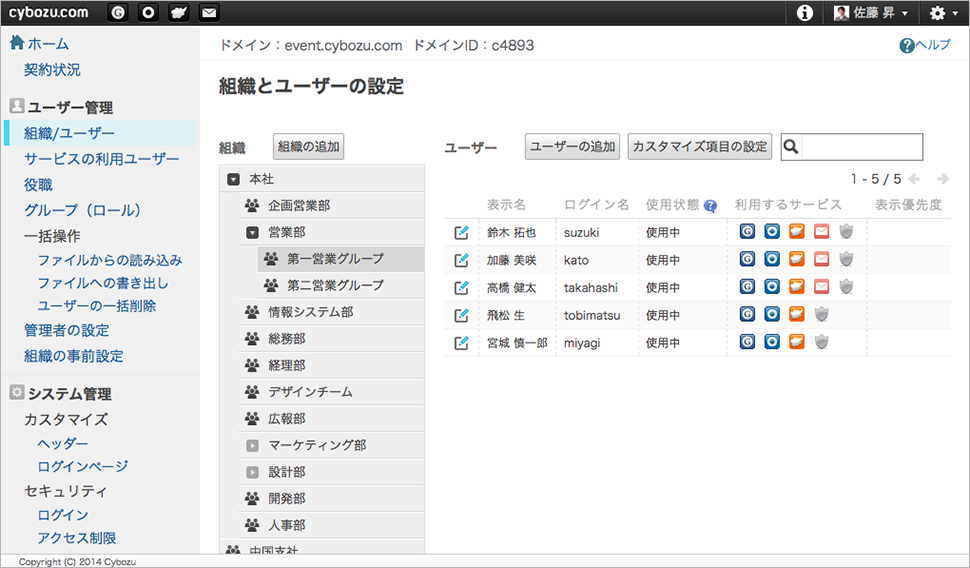 cybozu.com
佐藤 昇
ホーム
契約状況
ユーザー管理
組織/ユーザー
サービスの利用ユーザー
役職
グループ（ロール）
一括操作
ファイルからの読み込み
ファイルへの書き出し
ユーザーの一括削除
管理者の設定
組織の事前設定
システム管理
カスタマイズ
ヘッダー
ログインページ
セキュリティ
ログイン
アクセス制限
ドメイン：event.cybozu.com ドメインID：c4893
ヘルプ
組織とユーザーの設定
組織 組織の追加
本社
企画営業部
営業部
第一営業グループ
第二営業グループ
情報システム部
総務部
経理部
デザインチーム
広報部
マーケティング部
設計部
開発部
人事部
中国支社
ユーザー ユーザーの追加 カスタマイズ項目の設定
1 - 5 / 5
表示名 ログイン名 使用状態 利用するサービス 表示優先度
鈴木 拓也 suzuki 使用中
加藤 美咲 kato 使用中
高橋 健太 takahashi 使用中
飛松 生 tobimatsu 使用中
宮城 慎一郎 miyagi 使用中
Copyright (C) 2014 Cybozu